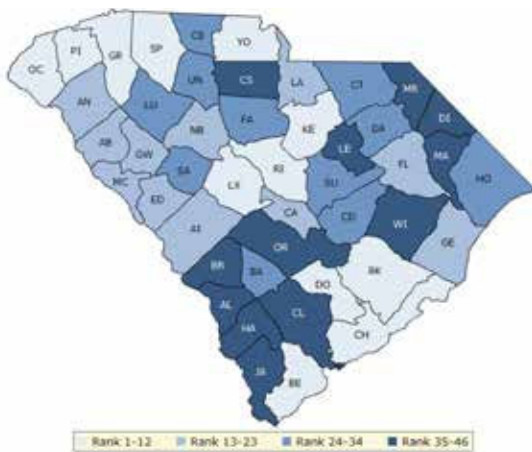 CE
YO
SP
GR
PI
OC
UN
CS
LA
CT
MR
DI
AN
LU
FA
KE
DA
MA
AB
GW
NB
LE
FL
HO
SA
RI
SU
MC
ED
LX
CA
CD
WI
GE
AI
OR
BR
BA
BK
DO
AL
CL
HA
CH
JA
BE
Rank 1-12
Rank 13-23
Rank 24-34
Rank 35-46